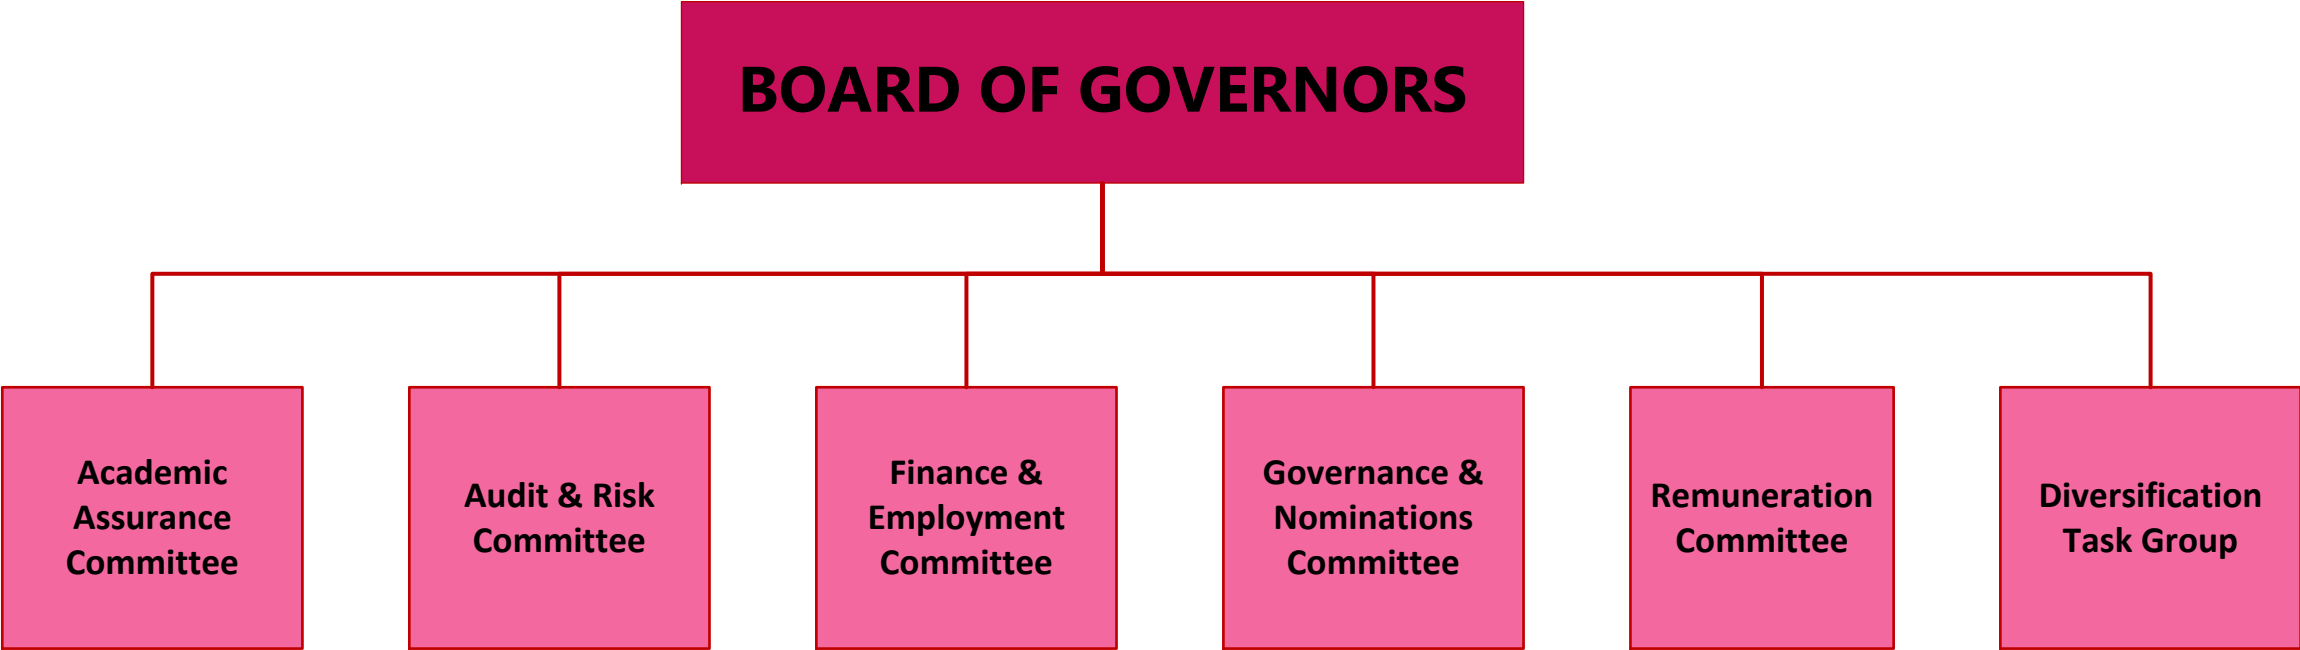 BOARD OF GOVERNORS
Academic
Assurance
Committee
Audit & Risk
Committee
Finance &
Employment
Committee
Governance &
Nominations
Committee
Remuneration
Committee
Diversification
Task Group